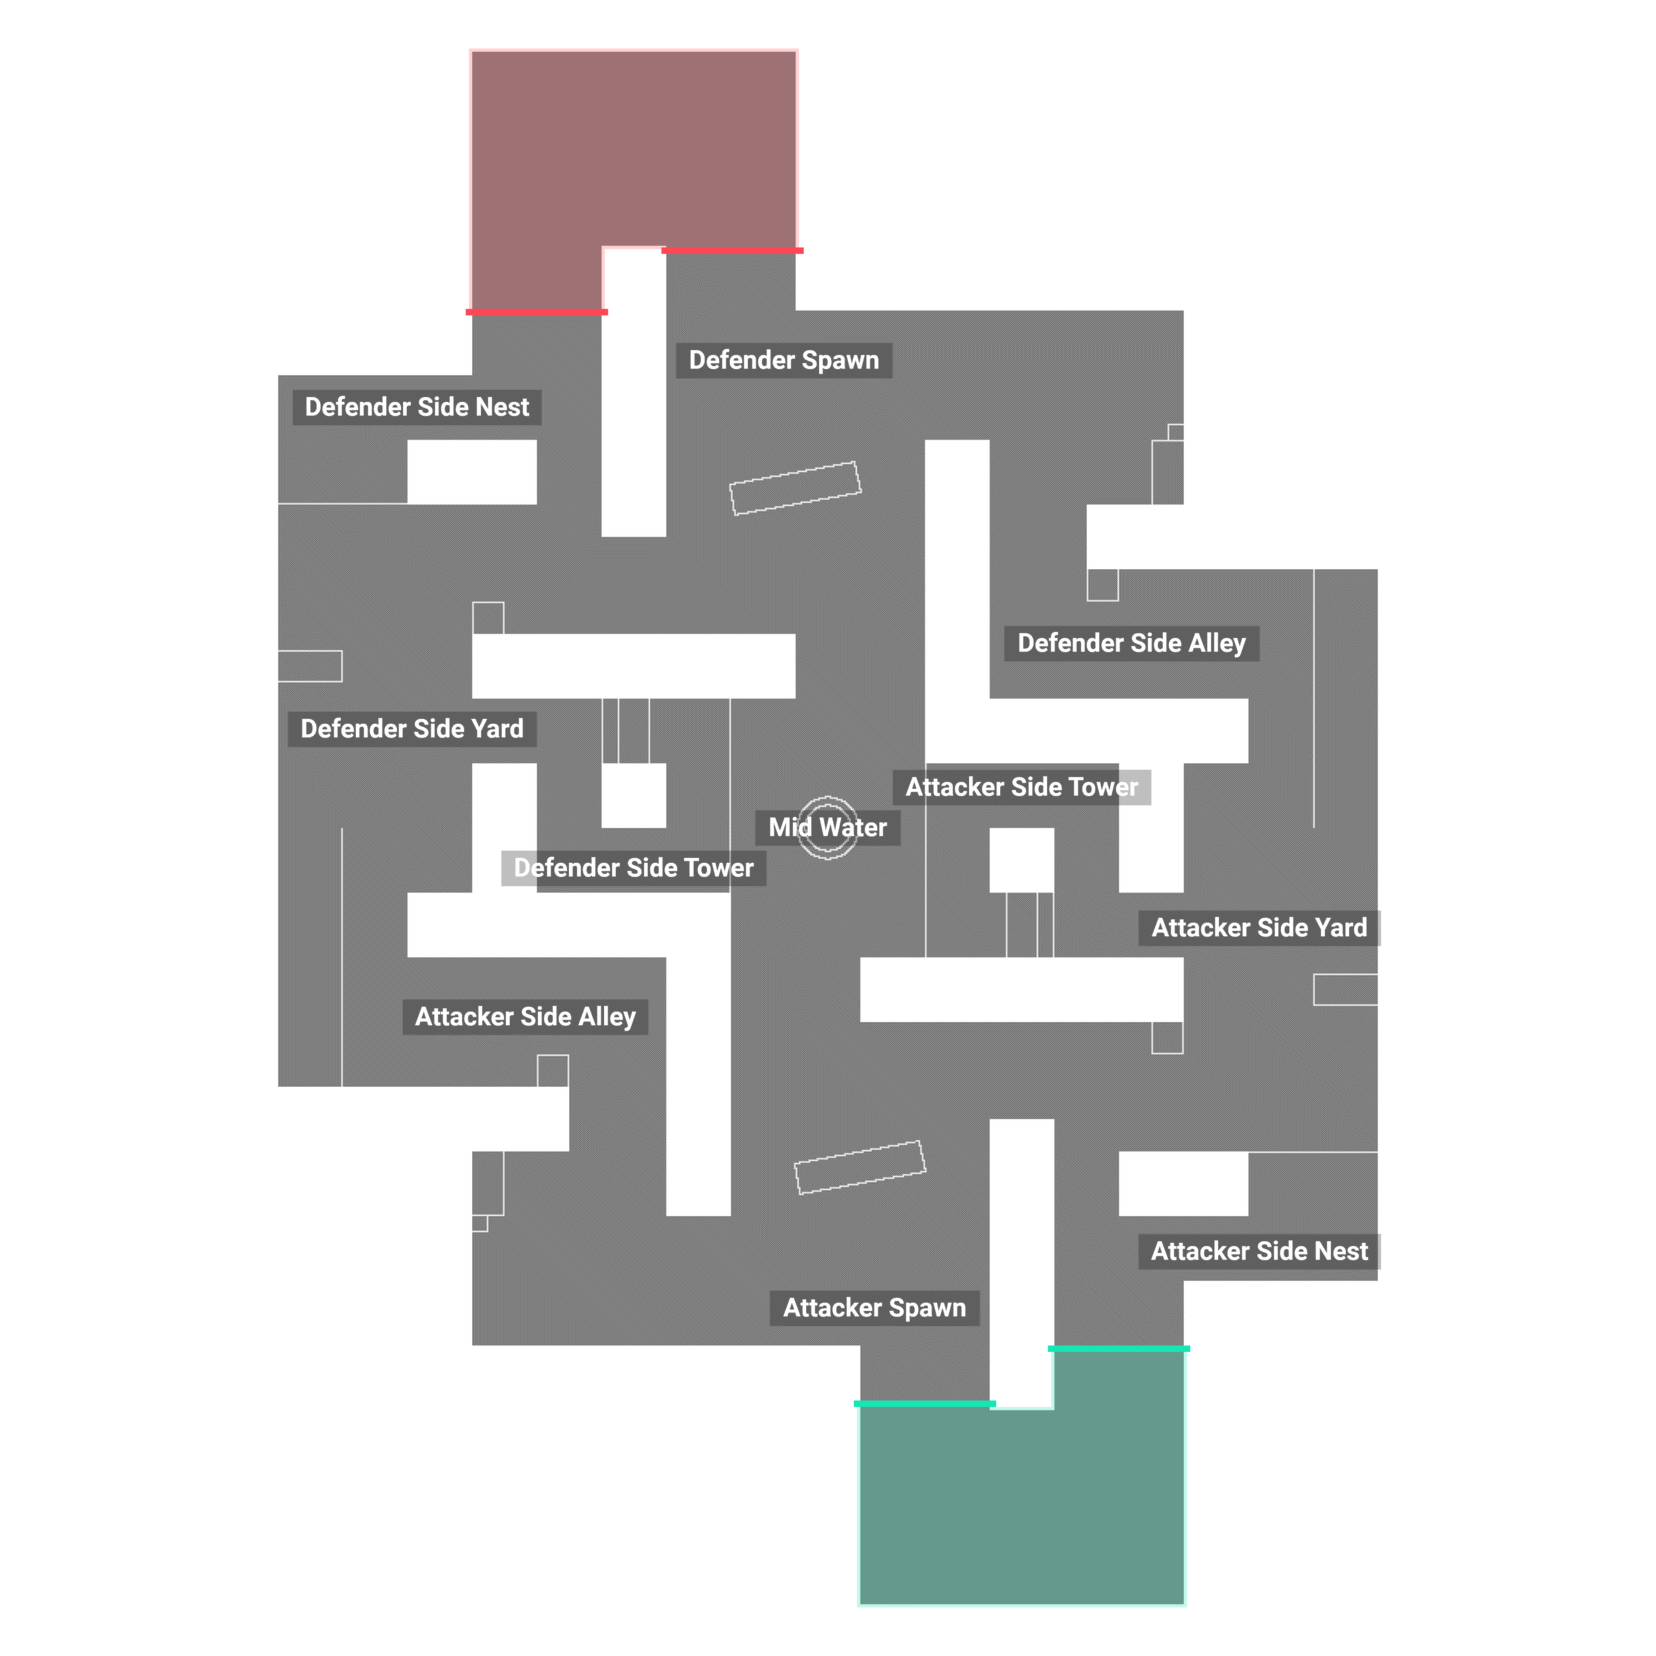 Defender Spawn
Defender Side Nest
Defender Side Alley
Defender Side Yard
Attacker Side Tower
Mid Water
Defender Side Tower
Attacker Side Yard
Attacker Side Alley
Attacker Side Nest
Attacker Spawn